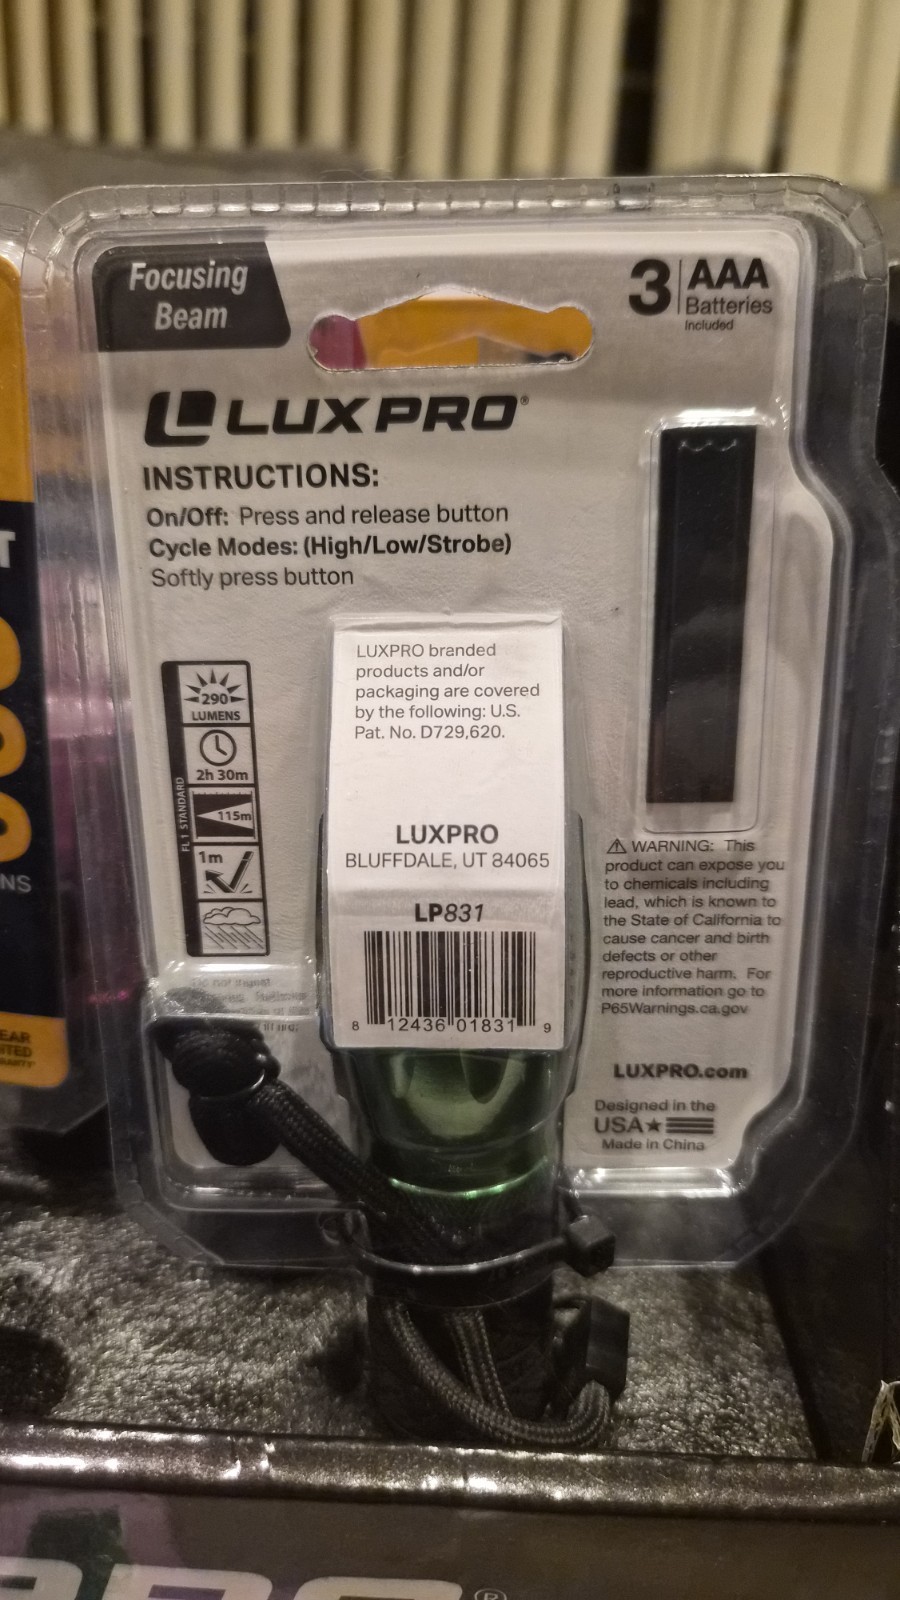 Focusing
Beam
3 AAA
Batteries
Included
LUXPRO®
INSTRUCTIONS:
On/Off: Press and release button
Cycle Modes: (High/Low/Strobe)
Softly press button
290
LUMENS
2h 30m
115m
1m
FL 1 STANDARD
LUXPRO branded
products and/or
packaging are covered
by the following: U.S.
Pat. No. D729,620.
LUXPRO
BLUFFDALE, UT 84065
LP831
8 12436 01831 9
⚠ WARNING: This
product can expose you
to chemicals including
lead, which is known to
the State of California to
cause cancer and birth
defects or other
reproductive harm. For
more information go to
P65Warnings.ca.gov
LUXPRO.com
Designed in the
USA
Made in China
Do not ingest